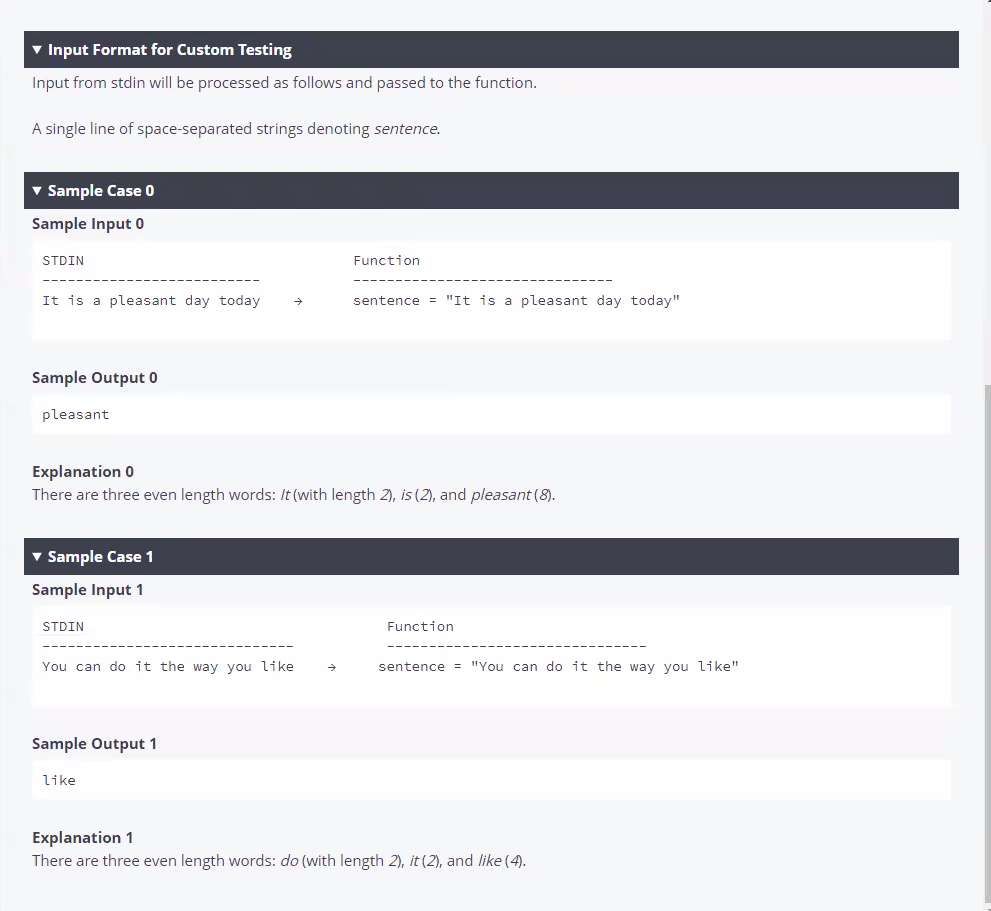 ▼ Input Format for Custom Testing
Input from stdin will be processed as follows and passed to the function.
A single line of space-separated strings denoting sentence.
▼ Sample Case 0
Sample Input 0
STDIN Function
-------------------------- -------------------------------
It is a pleasant day today → sentence = "It is a pleasant day today"
Sample Output 0
pleasant
Explanation 0
There are three even length words: It (with length 2), is (2), and pleasant (8).
▼ Sample Case 1
Sample Input 1
STDIN Function
------------------------------ -------------------------------
You can do it the way you like → sentence = "You can do it the way you like"
Sample Output 1
like
Explanation 1
There are three even length words: do (with length 2), it (2), and like (4).